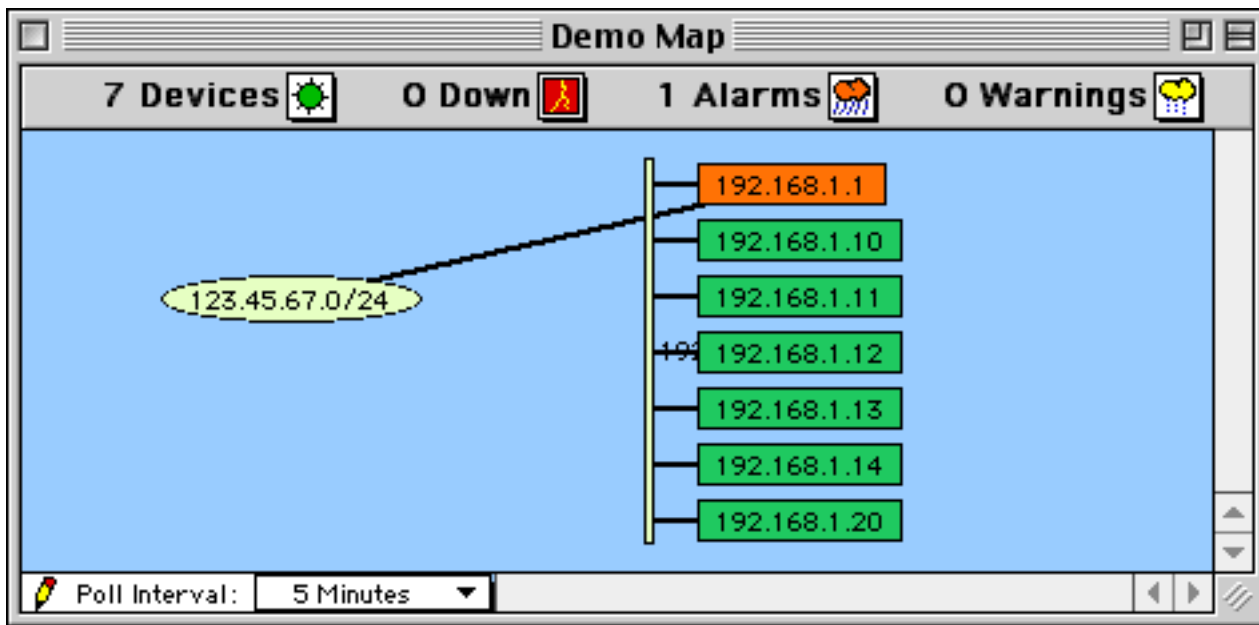 Demo Map
7 Devices 0 Down 1 Alarms 0 Warnings
192.168.1.1
192.168.1.10
123.45.67.0/24
192.168.1.11
192.168.1.12
192.168.1.13
192.168.1.14
192.168.1.20
Poll Interval: 5 Minutes